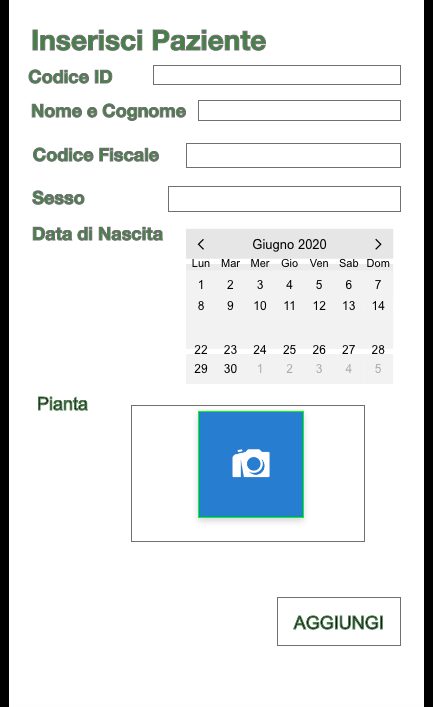 Inserisci Paziente
Codice ID
Nome e Cognome
Codice Fiscale
Sesso
Data di Nascita
Giugno 2020
Lun Mar Mer Gio Ven Sab Dom
1 2 3 4 5 6 7
8 9 10 11 12 13 14
22 23 24 25 26 27 28
29 30 1 2 3 4 5
Pianta
AGGIUNGI